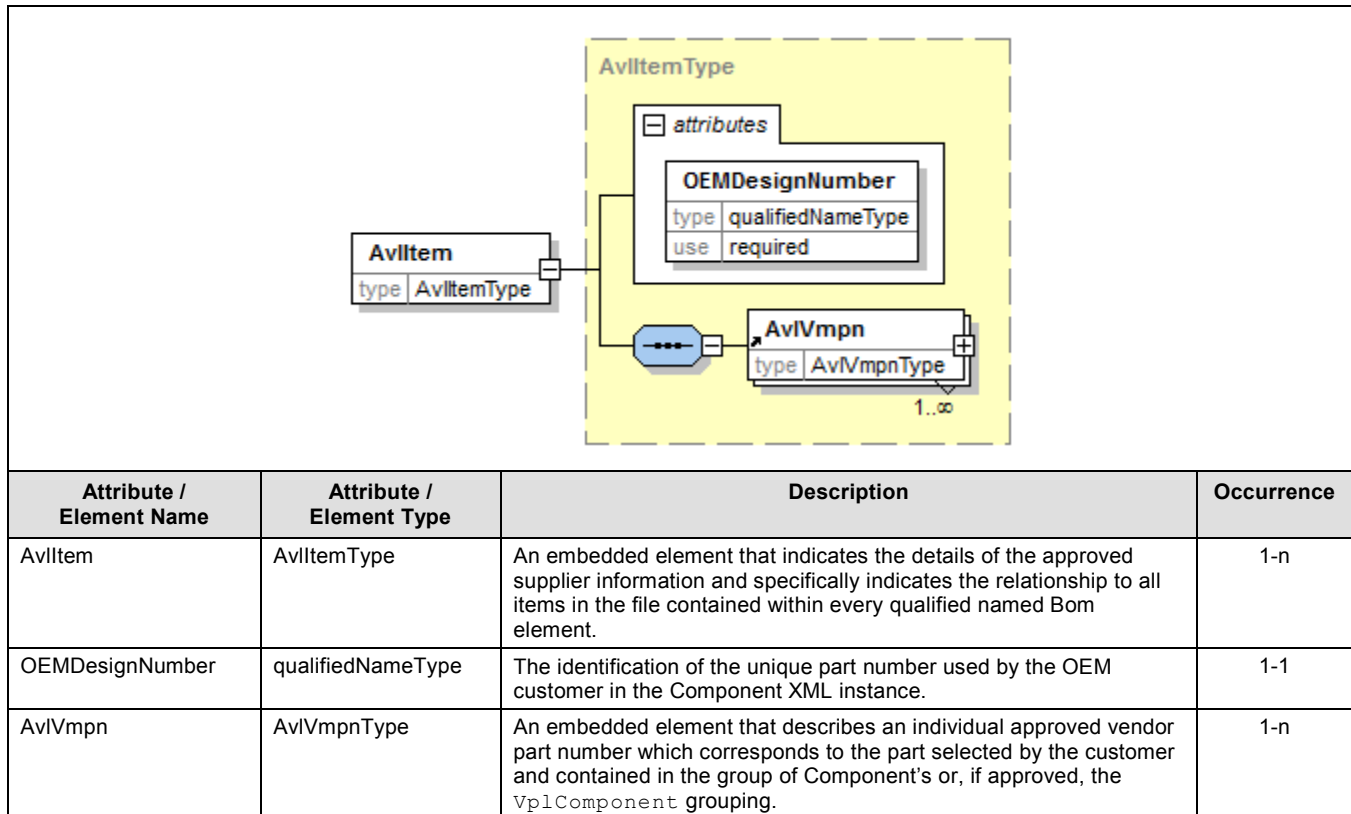 AvlItemType
attributes
OEMDesignNumber
type qualifiedNameType
use required
AvlItem
type AvlItemType
AvlVmpn
type AvlVmpnType
1..∞
Attribute / Element Name Attribute / Element Type Description Occurrence
AvlItem AvlItemType An embedded element that indicates the details of the approved 1-n
supplier information and specifically indicates the relationship to all
items in the file contained within every qualified named Bom
element.
OEMDesignNumber qualifiedNameType The identification of the unique part number used by the OEM 1-1
customer in the Component XML instance.
AvlVmpn AvlVmpnType An embedded element that describes an individual approved vendor 1-n
part number which corresponds to the part selected by the customer
and contained in the group of Component's or, if approved, the
VplComponent grouping.